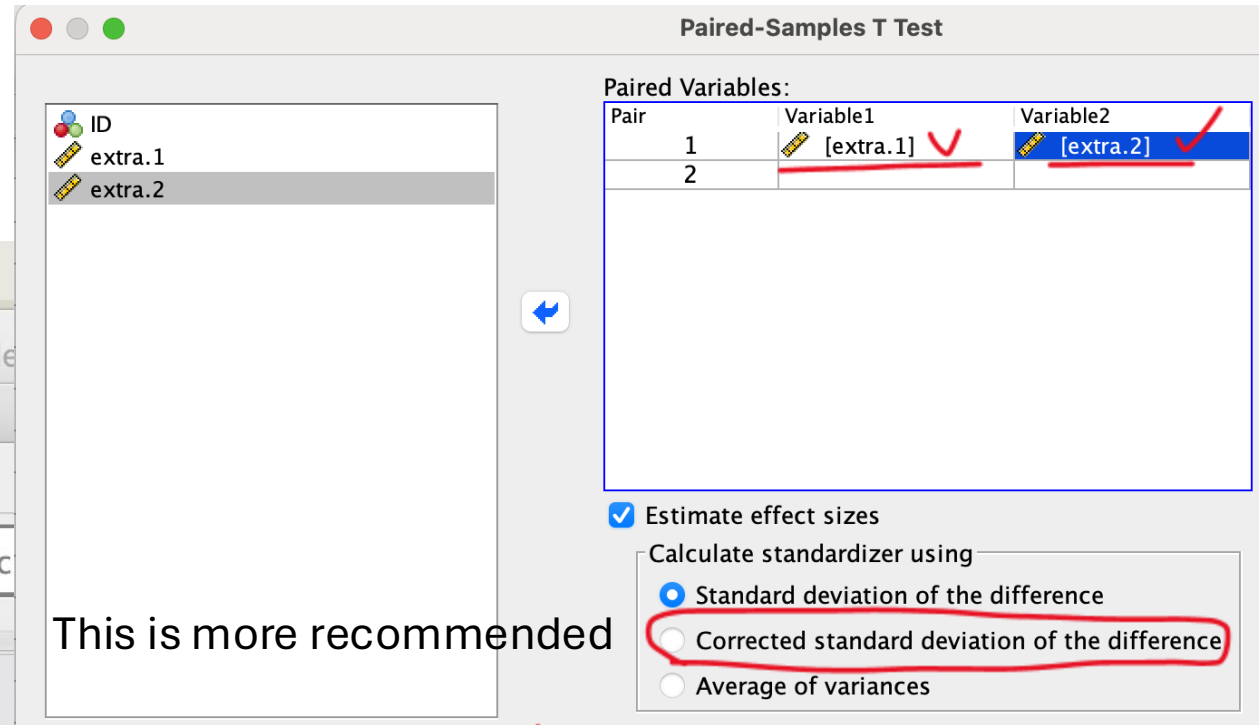 Paired-Samples T Test
Paired Variables:
ID
extra.1
extra.2
Pair Variable1 Variable2
1 [extra.1] [extra.2]
2
Estimate effect sizes
Calculate standardizer using
Standard deviation of the difference
This is more recommended
Corrected standard deviation of the difference
Average of variances